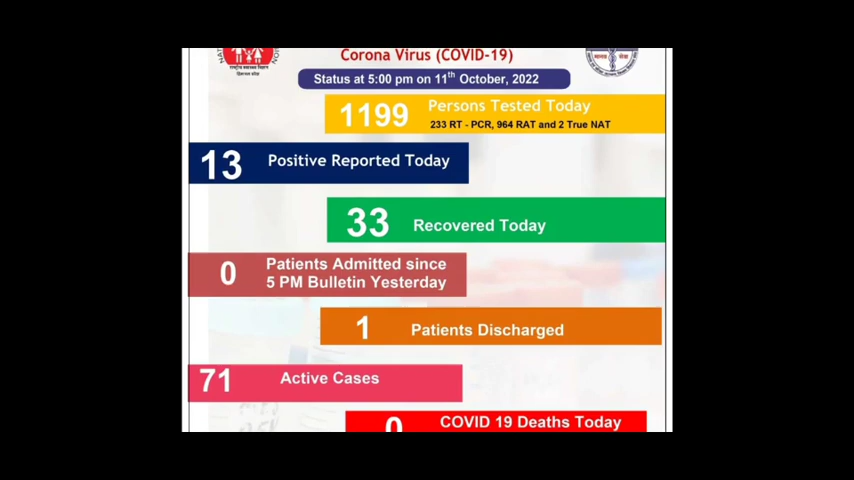 Corona Virus (COVID-19)
Status at 5:00 pm on 11th October, 2022
1199 Persons Tested Today
233 RT - PCR, 964 RAT and 2 True NAT
13 Positive Reported Today
33 Recovered Today
0 Patients Admitted since
5 PM Bulletin Yesterday
1 Patients Discharged
71 Active Cases
0 COVID 19 Deaths Today